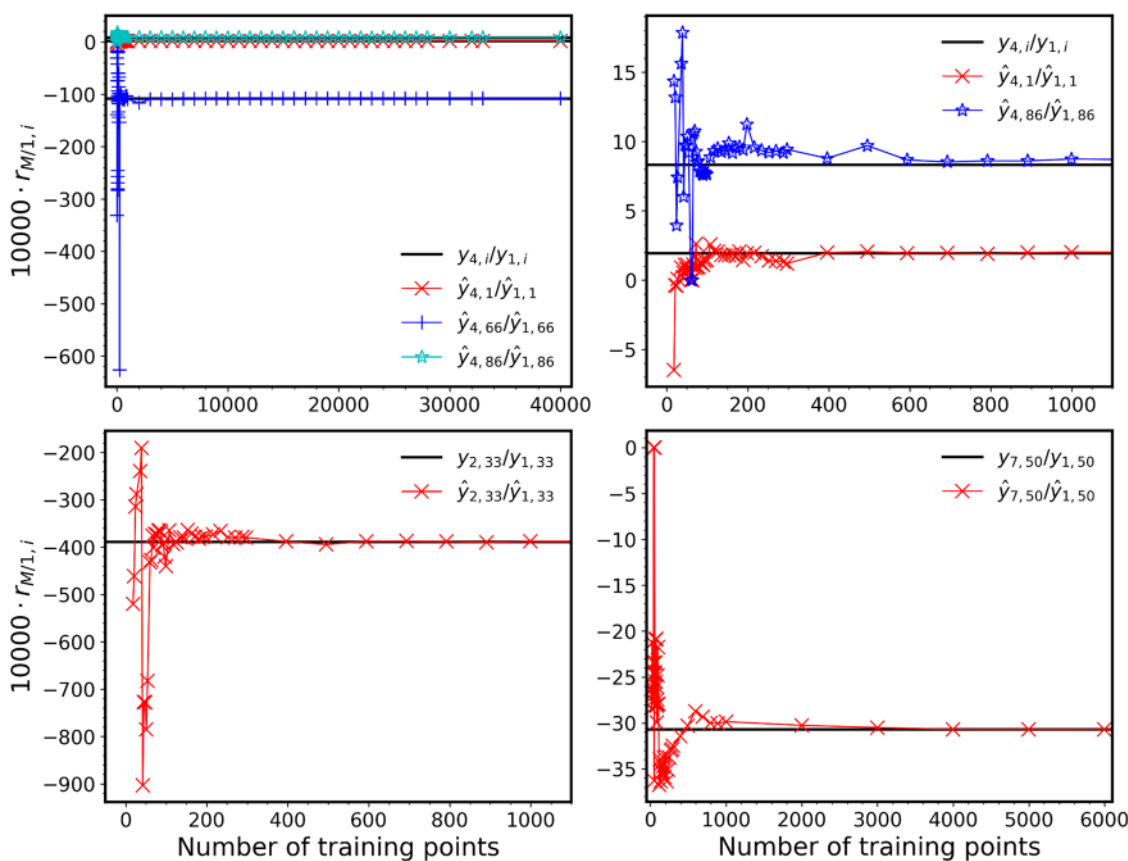 10000 · r_{M/1,i}
0
−100
−200
−300
−400
−500
−600
0 10000 20000 30000 40000
y_{4,i}/y_{1,i}
ŷ_{4,1}/ŷ_{1,1}
ŷ_{4,66}/ŷ_{1,66}
ŷ_{4,86}/ŷ_{1,86}
15
10
5
0
−5
0 200 400 600 800 1000
y_{4,i}/y_{1,i}
ŷ_{4,1}/ŷ_{1,1}
ŷ_{4,86}/ŷ_{1,86}
10000 · r_{M/1,i}
−200
−300
−400
−500
−600
−700
−800
−900
0 200 400 600 800 1000
Number of training points
y_{2,33}/y_{1,33}
ŷ_{2,33}/ŷ_{1,33}
0
−5
−10
−15
−20
−25
−30
−35
0 1000 2000 3000 4000 5000 6000
Number of training points
y_{7,50}/y_{1,50}
ŷ_{7,50}/ŷ_{1,50}